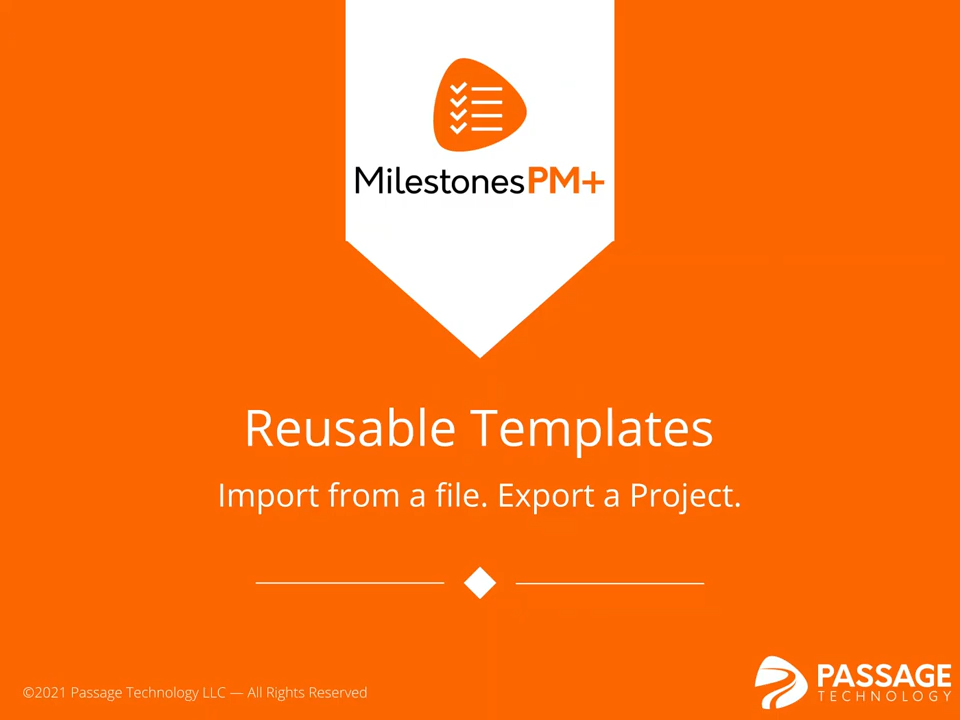 MilestonesPM+
Reusable Templates
Import from a file. Export a Project.
©2021 Passage Technology LLC — All Rights Reserved
PASSAGE
TECHNOLOGY